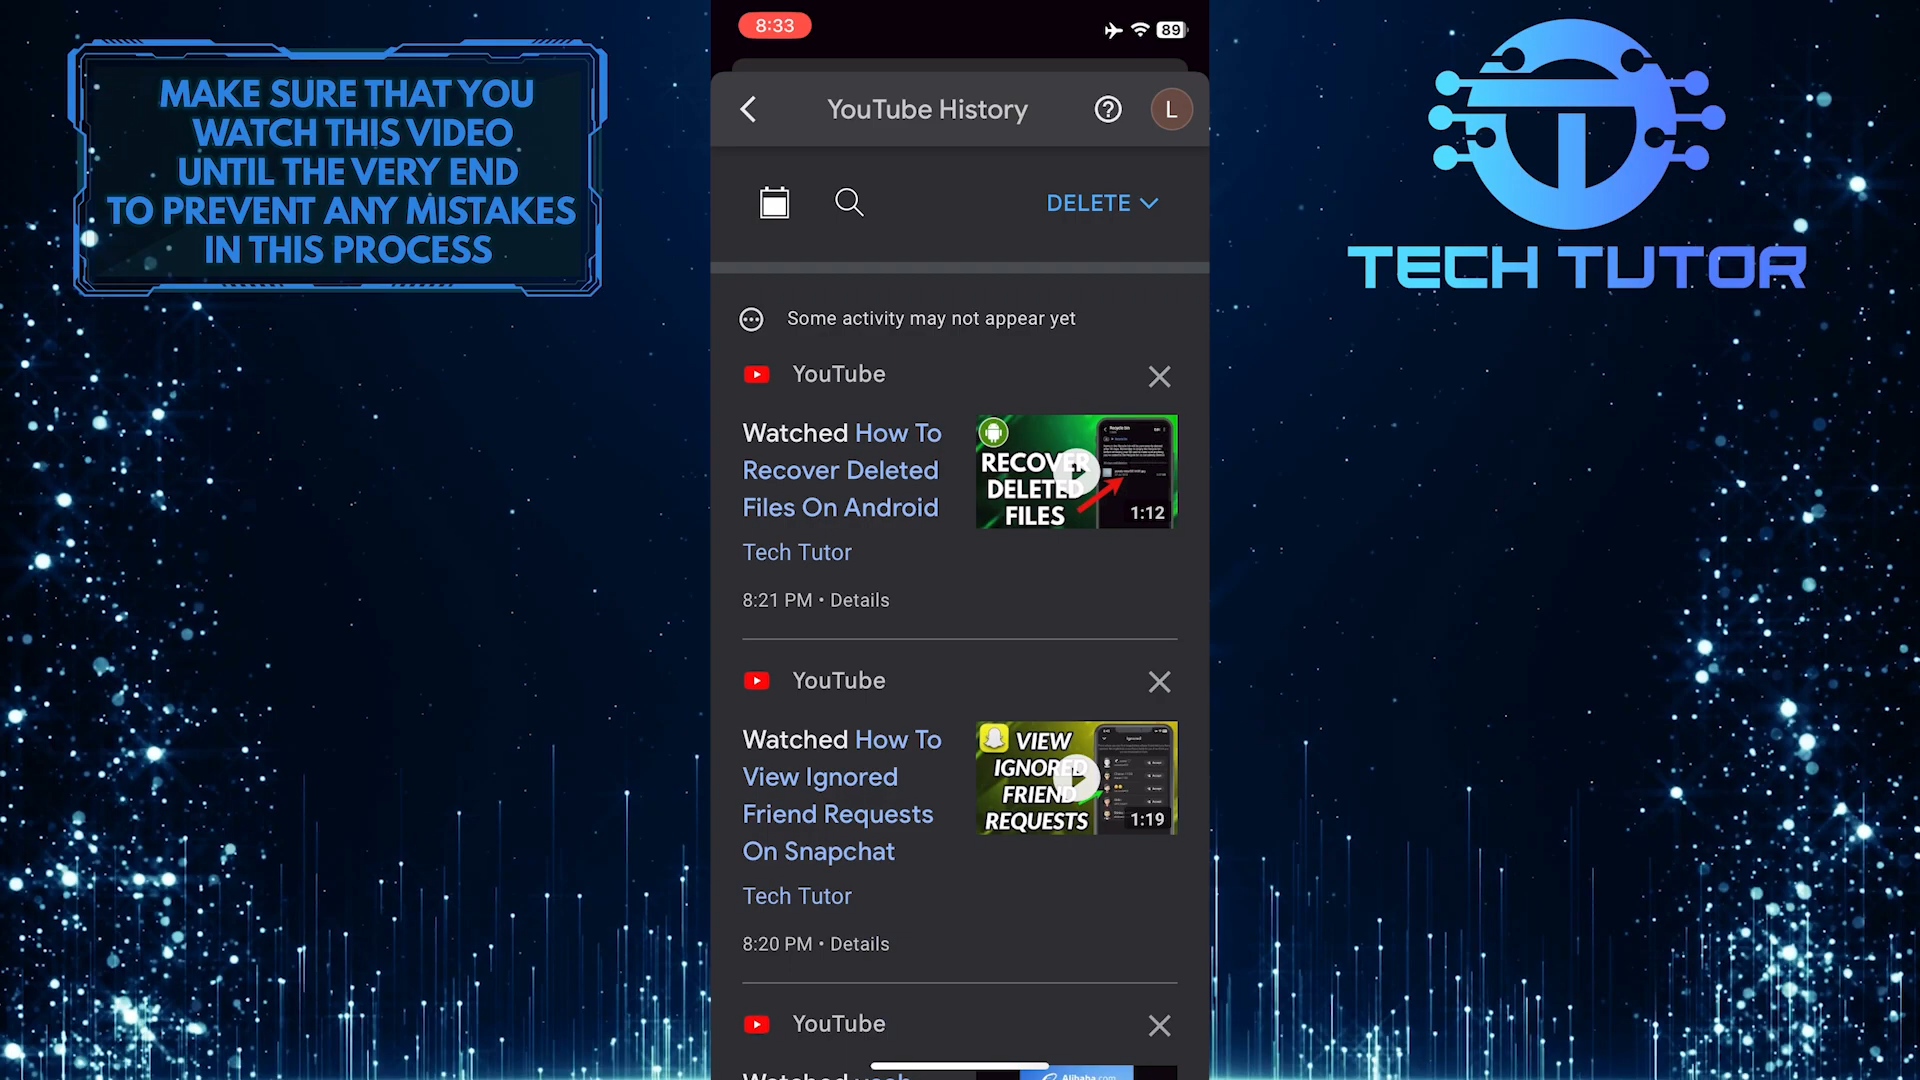 MAKE SURE THAT YOU
WATCH THIS VIDEO
UNTIL THE VERY END
TO PREVENT ANY MISTAKES
IN THIS PROCESS
8:33
89
YouTube History
L
DELETE
Some activity may not appear yet
YouTube
Watched How To
Recover Deleted
Files On Android
Tech Tutor
8:21 PM • Details
RECOVER
DELETED
FILES
1:12
YouTube
Watched How To
View Ignored
Friend Requests
On Snapchat
Tech Tutor
8:20 PM • Details
VIEW
IGNORED
FRIEND
REQUESTS
1:19
YouTube
Alibaba.com
TECH TUTOR